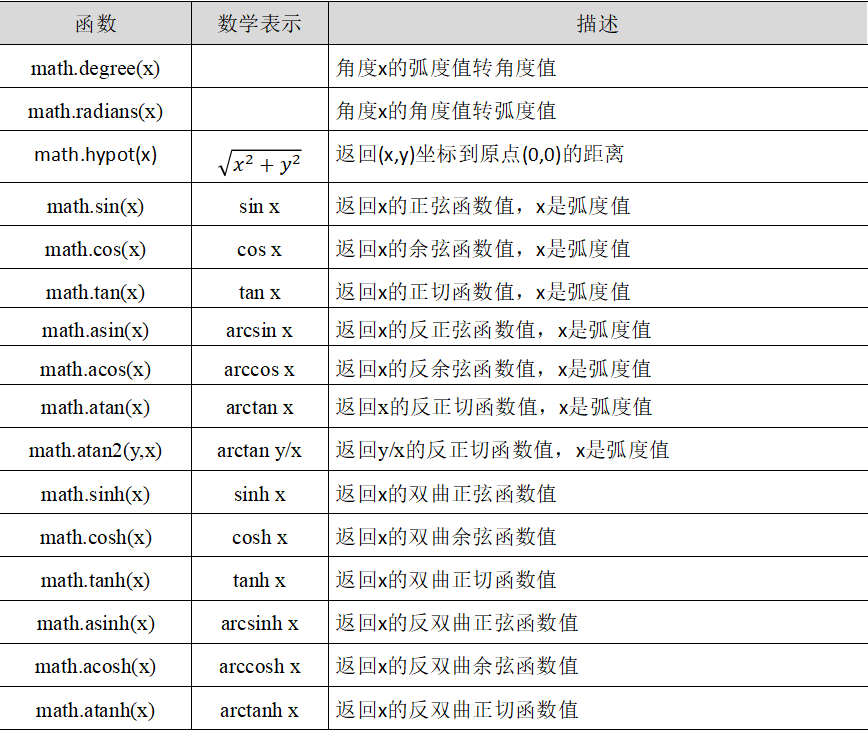 函数 数学表示 描述
math.degree(x) 角度x的弧度值转角度值
math.radians(x) 角度x的角度值转弧度值
math.hypot(x) √x² + y² 返回(x,y)坐标到原点(0,0)的距离
math.sin(x) sin x 返回x的正弦函数值，x是弧度值
math.cos(x) cos x 返回x的余弦函数值，x是弧度值
math.tan(x) tan x 返回x的正切函数值，x是弧度值
math.asin(x) arcsin x 返回x的反正弦函数值，x是弧度值
math.acos(x) arccos x 返回x的反余弦函数值，x是弧度值
math.atan(x) arctan x 返回x的反正切函数值，x是弧度值
math.atan2(y,x) arctan y/x 返回y/x的反正切函数值，x是弧度值
math.sinh(x) sinh x 返回x的双曲正弦函数值
math.cosh(x) cosh x 返回x的双曲余弦函数值
math.tanh(x) tanh x 返回x的双曲正切函数值
math.asinh(x) arcsinh x 返回x的反双曲正弦函数值
math.acosh(x) arccosh x 返回x的反双曲余弦函数值
math.atanh(x) arctanh x 返回x的反双曲正切函数值